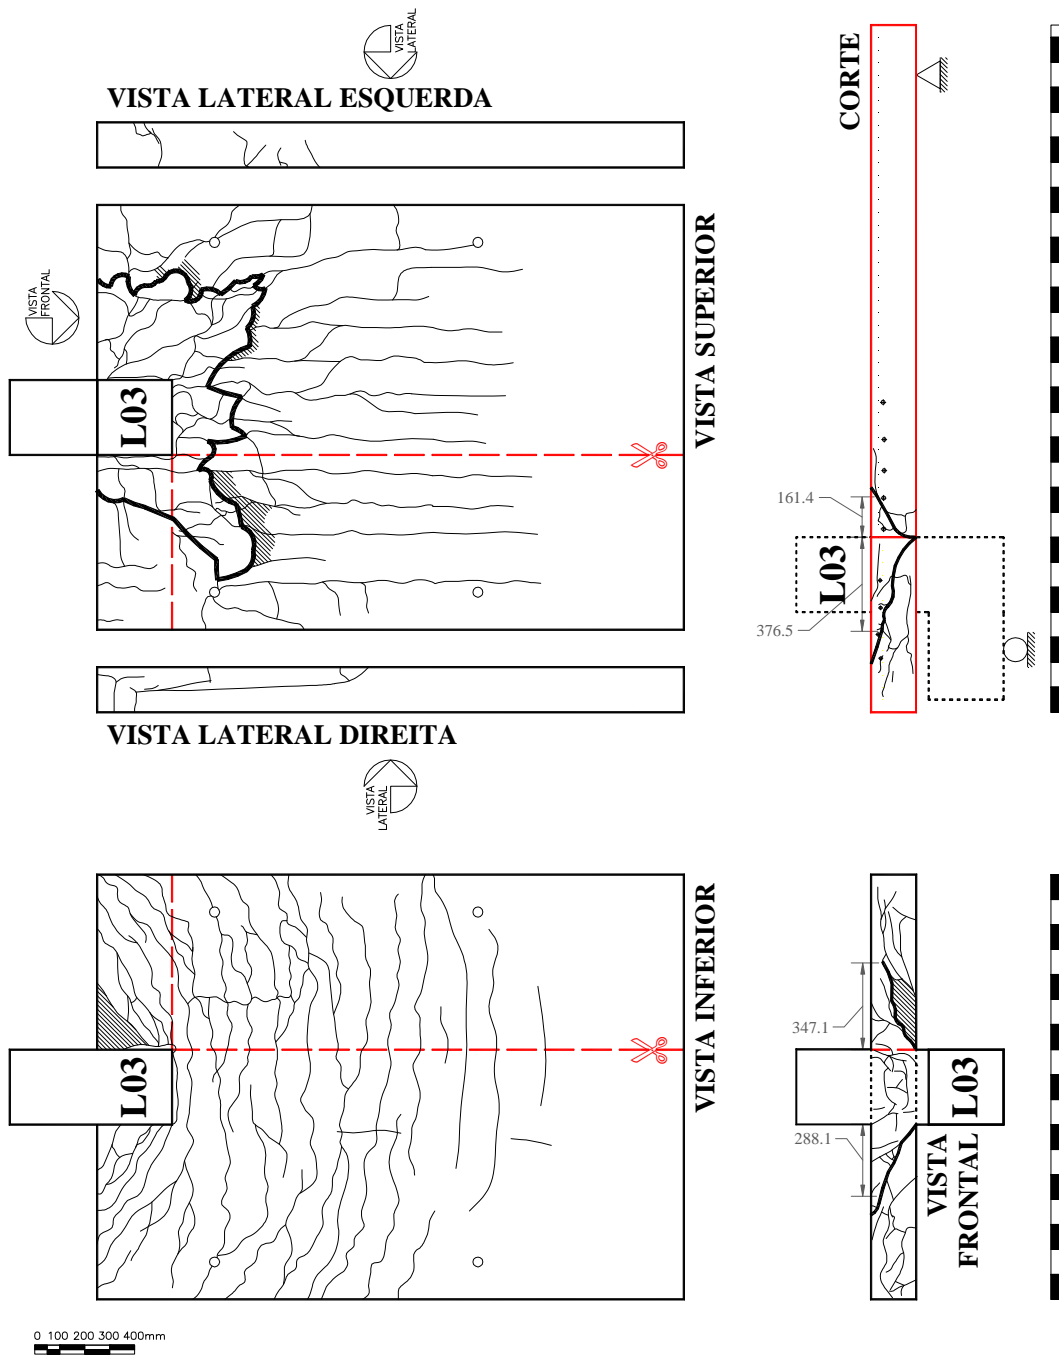 VISTA
LATERAL
VISTA LATERAL ESQUERDA
CORTE
VISTA
FRONTAL
L03
VISTA SUPERIOR
161.4
L03
376.5
VISTA LATERAL DIREITA
VISTA
LATERAL
L03
VISTA INFERIOR
347.1
L03
288.1
VISTA
FRONTAL
0 100 200 300 400mm